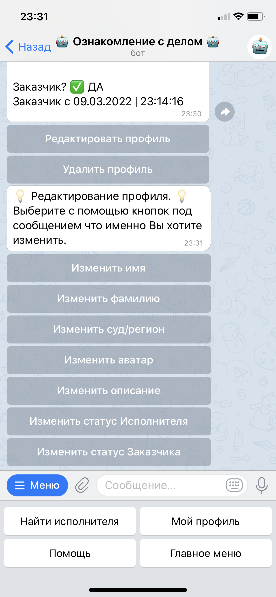 23:31
Назад
🤖 Ознакомление с делом 🤖
бот
Заказчик? ✅ ДА
Заказчик с 09.03.2022 | 23:14:16
23:30
Редактировать профиль
Удалить профиль
💡 Редактирование профиля. 💡
Выберите с помощью кнопок под
сообщением что именно Вы хотите
изменить.
23:31
Изменить имя
Изменить фамилию
Изменить суд/регион
Изменить аватар
Изменить описание
Изменить статус Исполнителя
Изменить статус Заказчика
Меню
Сообщение...
Найти исполнителя
Мой профиль
Помощь
Главное меню